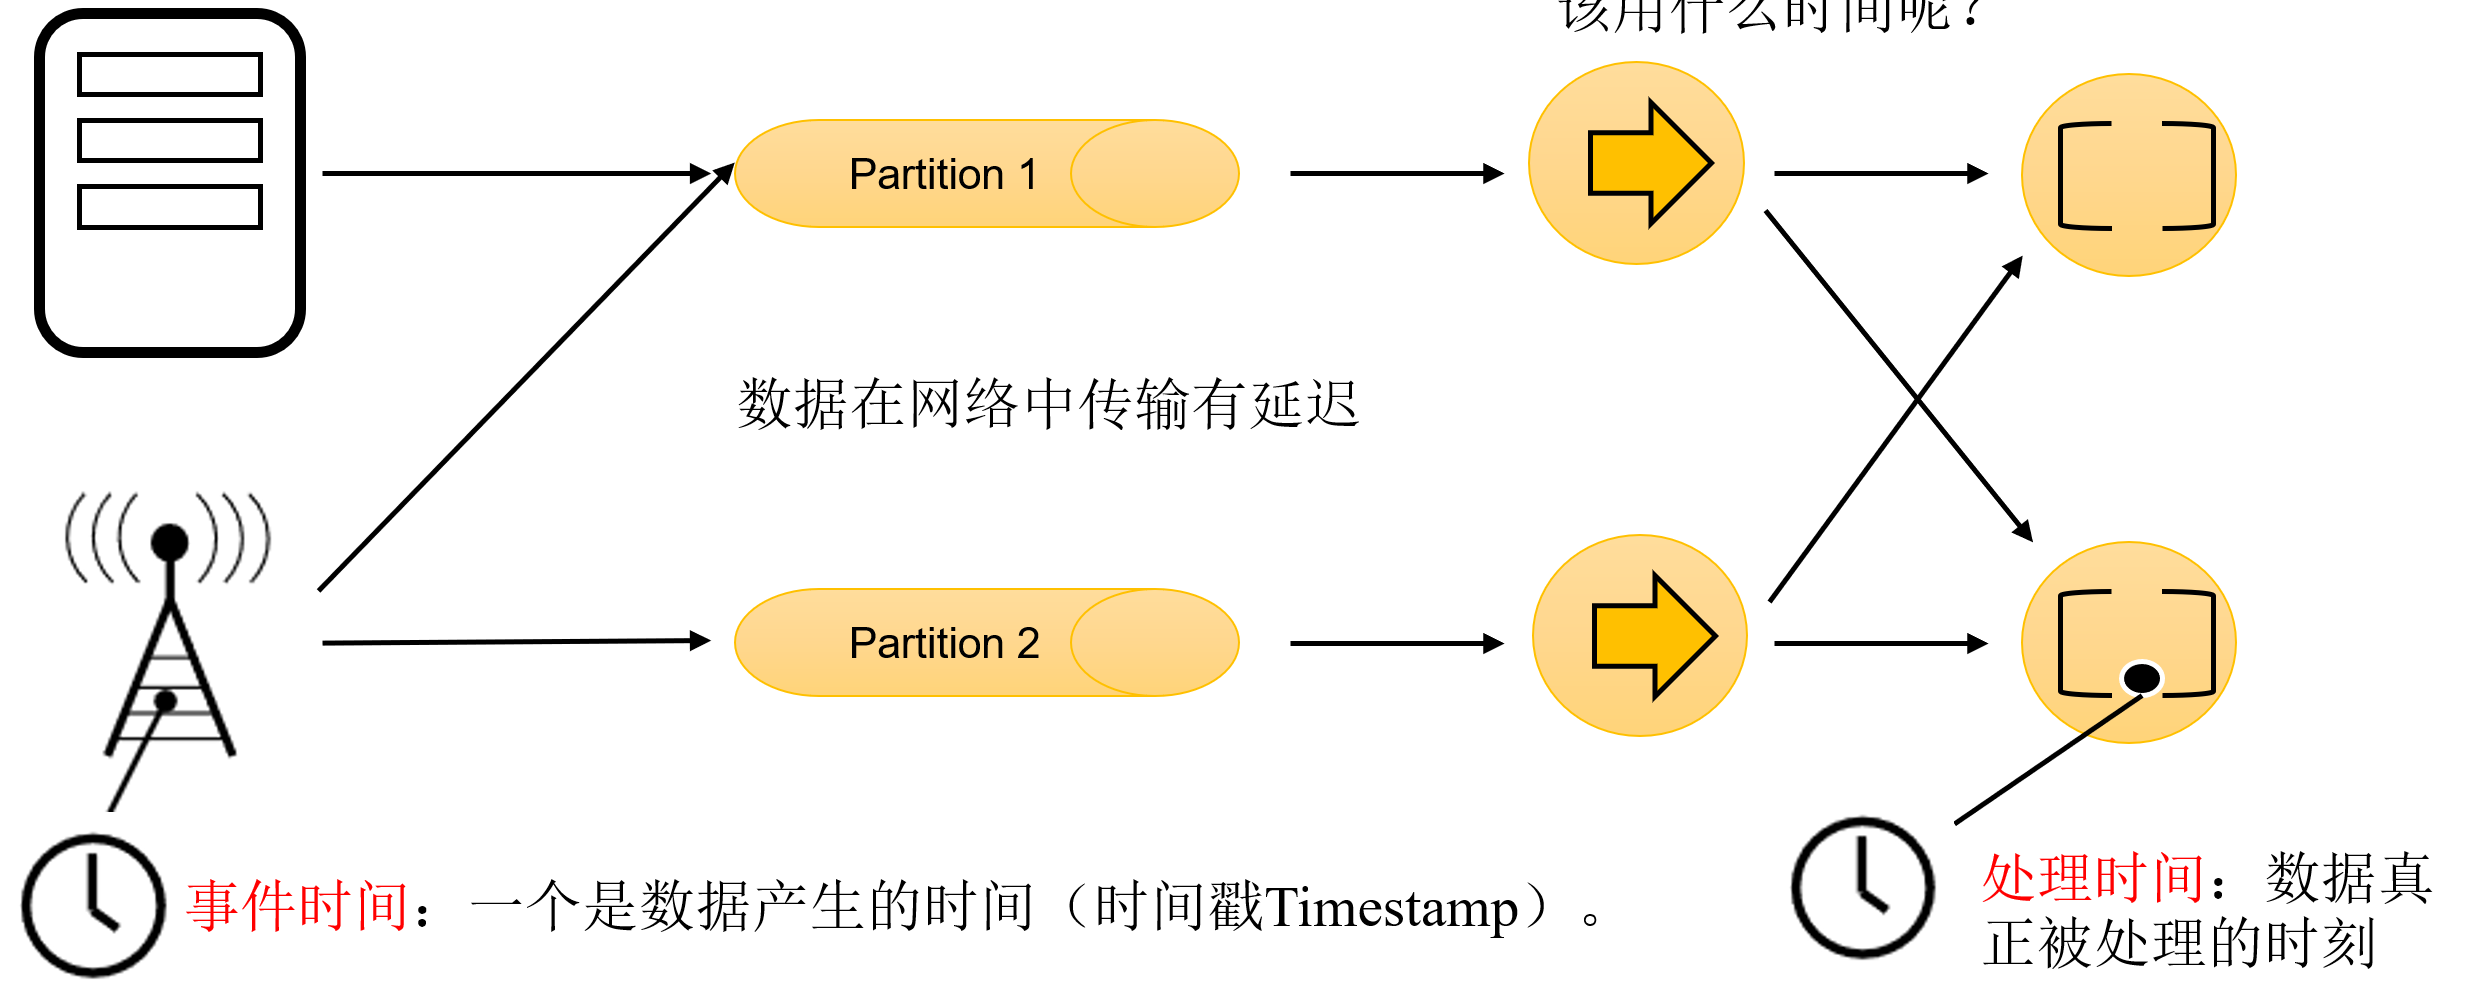 该用什么时间呢？
Partition 1
数据在网络中传输有延迟
Partition 2
事件时间：一个是数据产生的时间（时间戳Timestamp）。
处理时间：数据真
正被处理的时刻